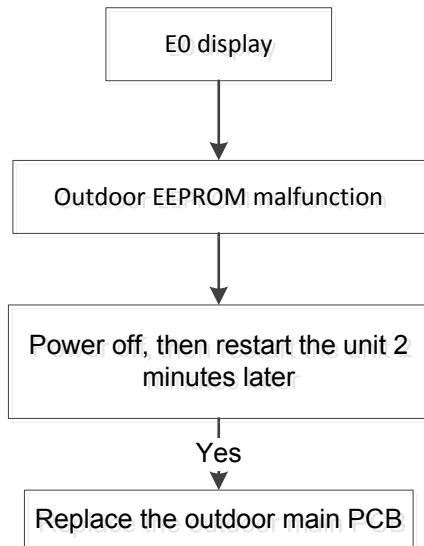 E0 display
Outdoor EEPROM malfunction
Power off, then restart the unit 2
minutes later
Yes
Replace the outdoor main PCB